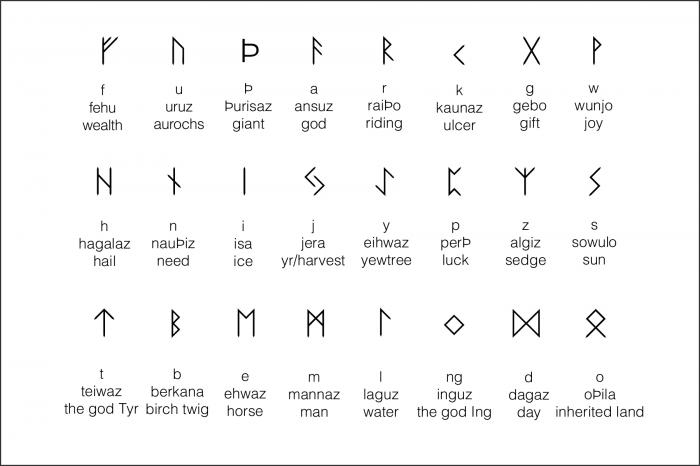 ᚠ ᚢ ᚦ ᚨ ᚱ ᚲ ᚷ ᚹ
f u Þ a r k g w
fehu uruz Þurisaz ansuz raiÞo kaunaz gebo wunjo
wealth aurochs giant god riding ulcer gift joy
ᚻ ᚾ ᛁ ᛃ ᛇ ᛈ ᛉ ᛊ
h n i j y p z s
hagalaz nauÞiz isa jera eihwaz perÞ algiz sowulo
hail need ice yr/harvest yewtree luck sedge sun
ᛏ ᛒ ᛖ ᛗ ᛚ ᛜ ᛞ ᛟ
t b e m l ng d o
teiwaz berkana ehwaz mannaz laguz inguz dagaz oÞila
the god Tyr birch twig horse man water the god Ing day inherited land